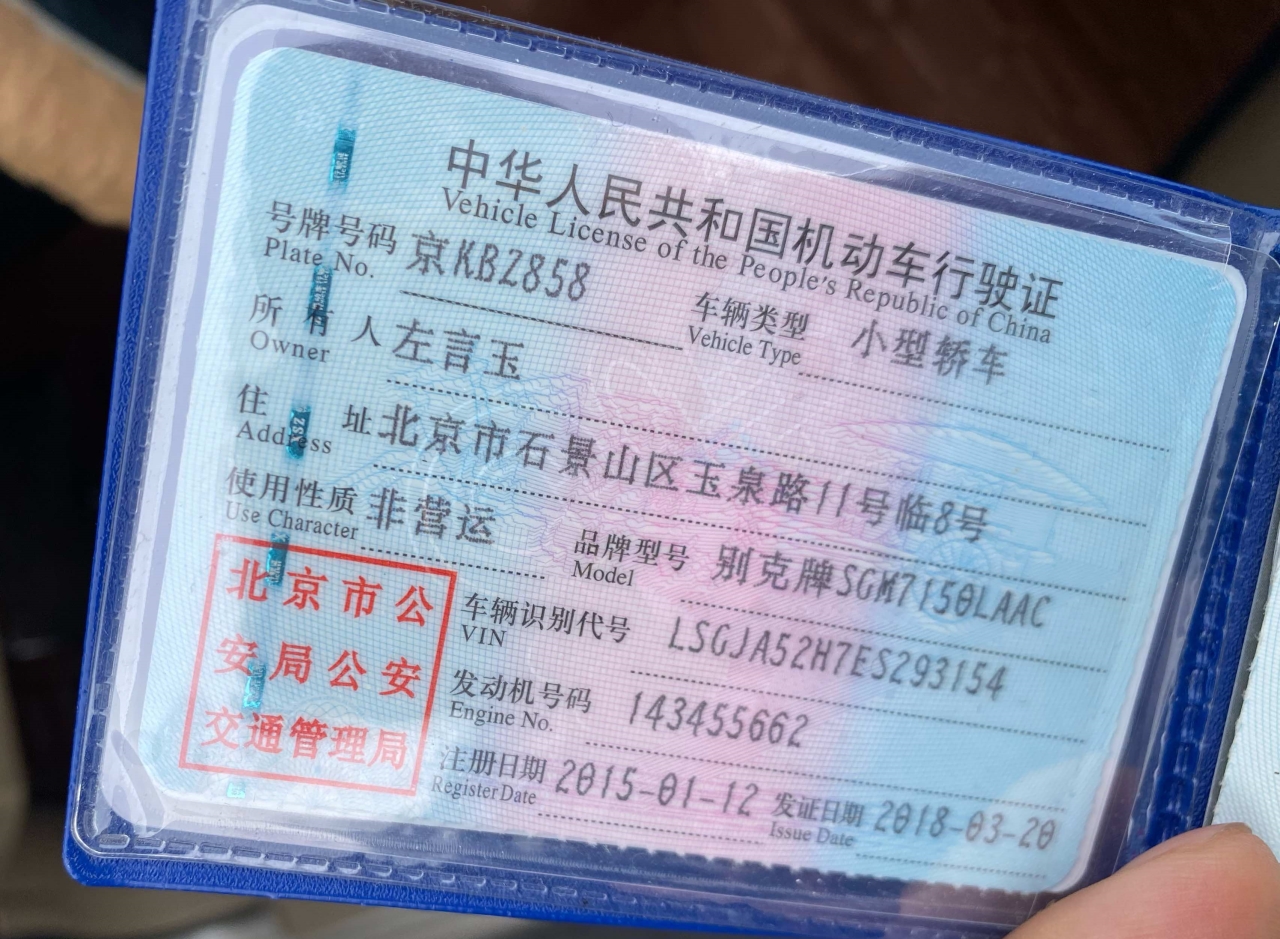 中华人民共和国机动车行驶证
Vehicle License of the People's Republic of China
号牌号码 京KBZ858 车辆类型 小型轿车
Plate No. Vehicle Type
所有人 左言玉
Owner
住址 北京市石景山区玉泉路11号临8号
Address
使用性质 非营运 品牌型号 别克牌SGM7150LAAC
Use Character Model
北京市公
安局公安
交通管理局
车辆识别代号 LSGJA52H7ES293154
VIN
发动机号码 143455662
Engine No.
注册日期 2015-01-12 发证日期 2018-03-20
Register Date Issue Date